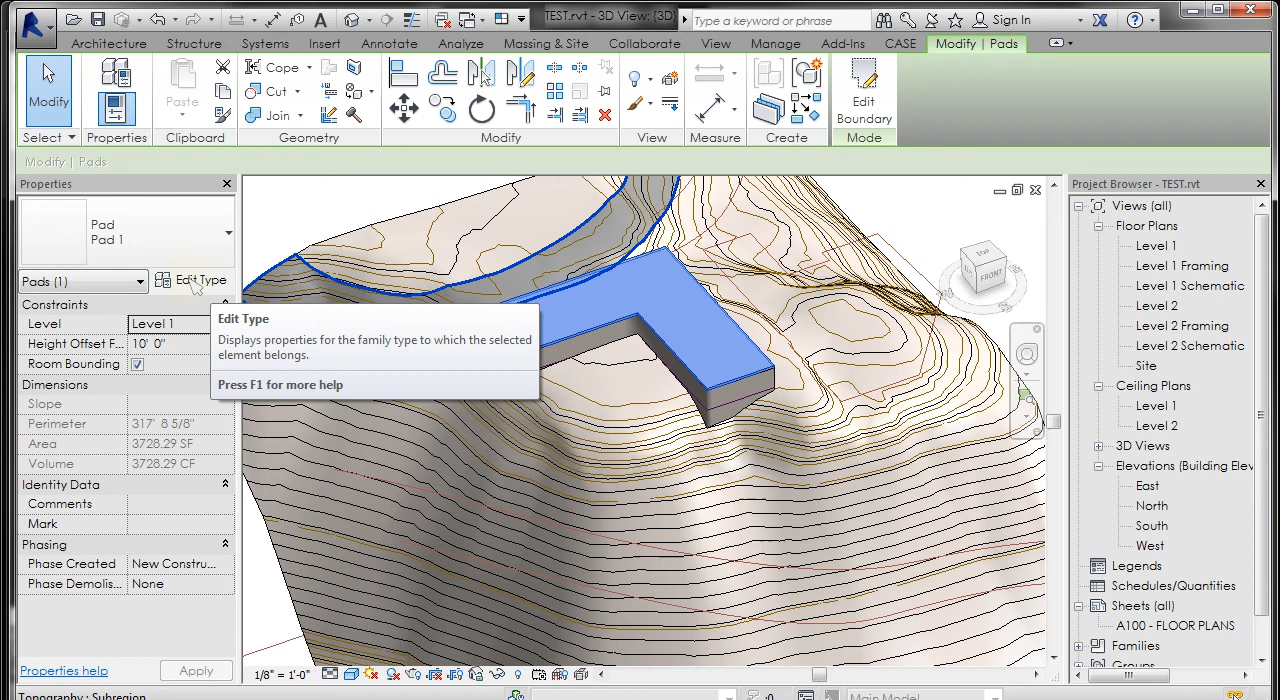 TEST.rvt - 3D View: {3D}
Type a keyword or phrase
Sign In
Architecture Structure Systems Insert Annotate Analyze Massing & Site Collaborate View Manage Add-Ins CASE Modify | Pads
Modify
Paste
Cope
Cut
Join
Edit
Boundary
Select Properties Clipboard Geometry Modify View Measure Create Mode
Modify | Pads
Properties
Pad
Pad 1
Pads (1)
Edit Type
Constraints
Level Level 1
Height Offset F... 10' 0"
Room Bounding
Dimensions
Slope
Perimeter 317' 8 5/8"
Area 3728.29 SF
Volume 3728.29 CF
Identity Data
Comments
Mark
Phasing
Phase Created New Constru...
Phase Demolis... None
Properties help
Apply
Edit Type
Displays properties for the family type to which the selected
element belongs.
Press F1 for more help
TOP
FRONT
1/8" = 1'-0"
Project Browser - TEST.rvt
Views (all)
Floor Plans
Level 1
Level 1 Framing
Level 1 Schematic
Level 2
Level 2 Framing
Level 2 Schematic
Site
Ceiling Plans
Level 1
Level 2
3D Views
Elevations (Building Elev
East
North
South
West
Legends
Schedules/Quantities
Sheets (all)
A100 - FLOOR PLANS
Families
Groups
Topography : Subregion
:0
Main Model